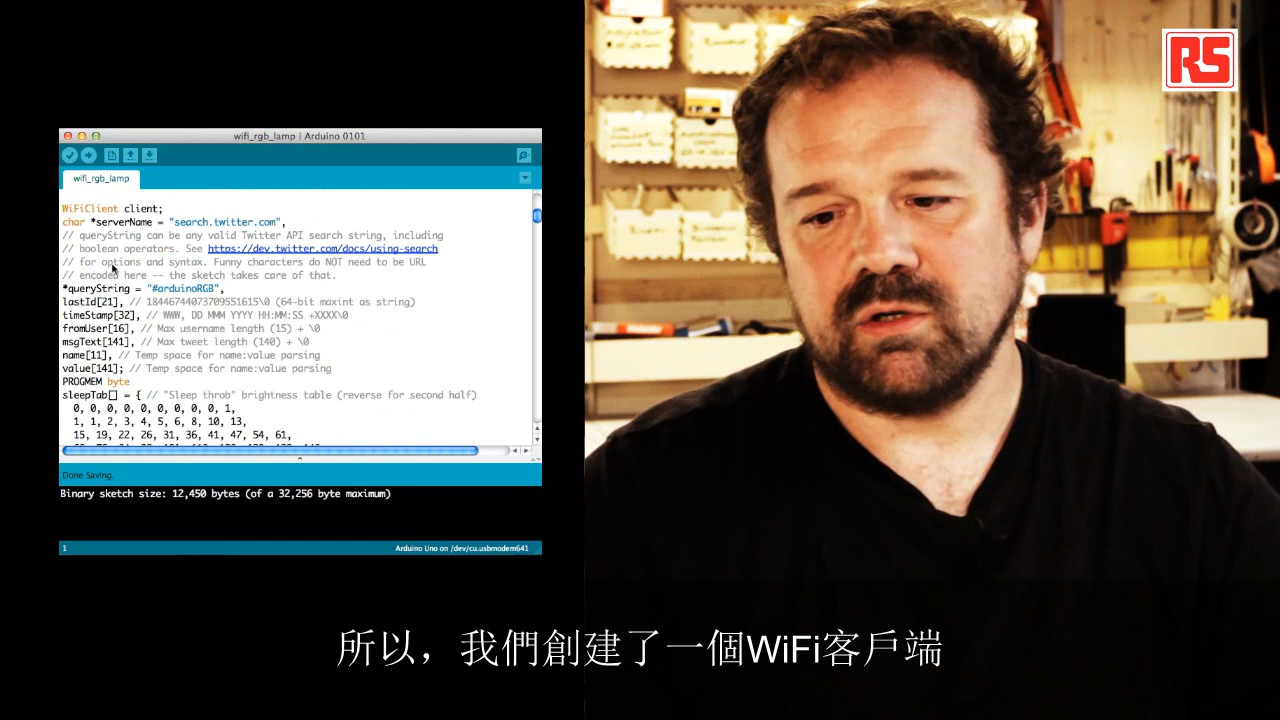 RS
wifi_rgb_lamp | Arduino 0101
wifi_rgb_lamp
WiFiClient client;
char *serverName = "search.twitter.com",
// queryString can be any valid Twitter API search string, including
// boolean operators. See https://dev.twitter.com/docs/using-search
// for options and syntax. Funny characters do NOT need to be URL
// encoded here -- the sketch takes care of that.
*queryString = "#arduinoRGB",
lastId[21], // 18446744073709551615\0 (64-bit maxint as string)
timeStamp[32], // WWW, DD MMM YYYY HH:MM:SS +XXXX\0
fromUser[16], // Max username length (15) + \0
msgText[141], // Max tweet length (140) + \0
name[11], // Temp space for name:value parsing
value[141]; // Temp space for name:value parsing
PROGMEM byte
sleepTab[] = { // "Sleep throb" brightness table (reverse for second half)
0, 0, 0, 0, 0, 0, 0, 0, 0, 1,
1, 1, 2, 3, 4, 5, 6, 8, 10, 13,
15, 19, 22, 26, 31, 36, 41, 47, 54, 61,
Done Saving.
Binary sketch size: 12,450 bytes (of a 32,256 byte maximum)
1
Arduino Uno on /dev/cu.usbmodem641
所以，我們創建了一個WiFi客戶端